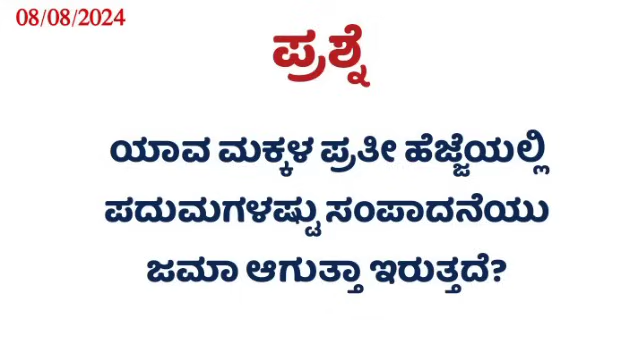 08/08/2024
ಪ್ರಶ್ನೆ
ಯಾವ ಮಕ್ಕಳ ಪ್ರತೀ ಹೆಜ್ಜೆಯಲ್ಲಿ
ಪದುಮಗಳಷ್ಟು ಸಂಪಾದನೆಯು
ಜಮಾ ಆಗುತ್ತಾ ಇರುತ್ತದೆ?